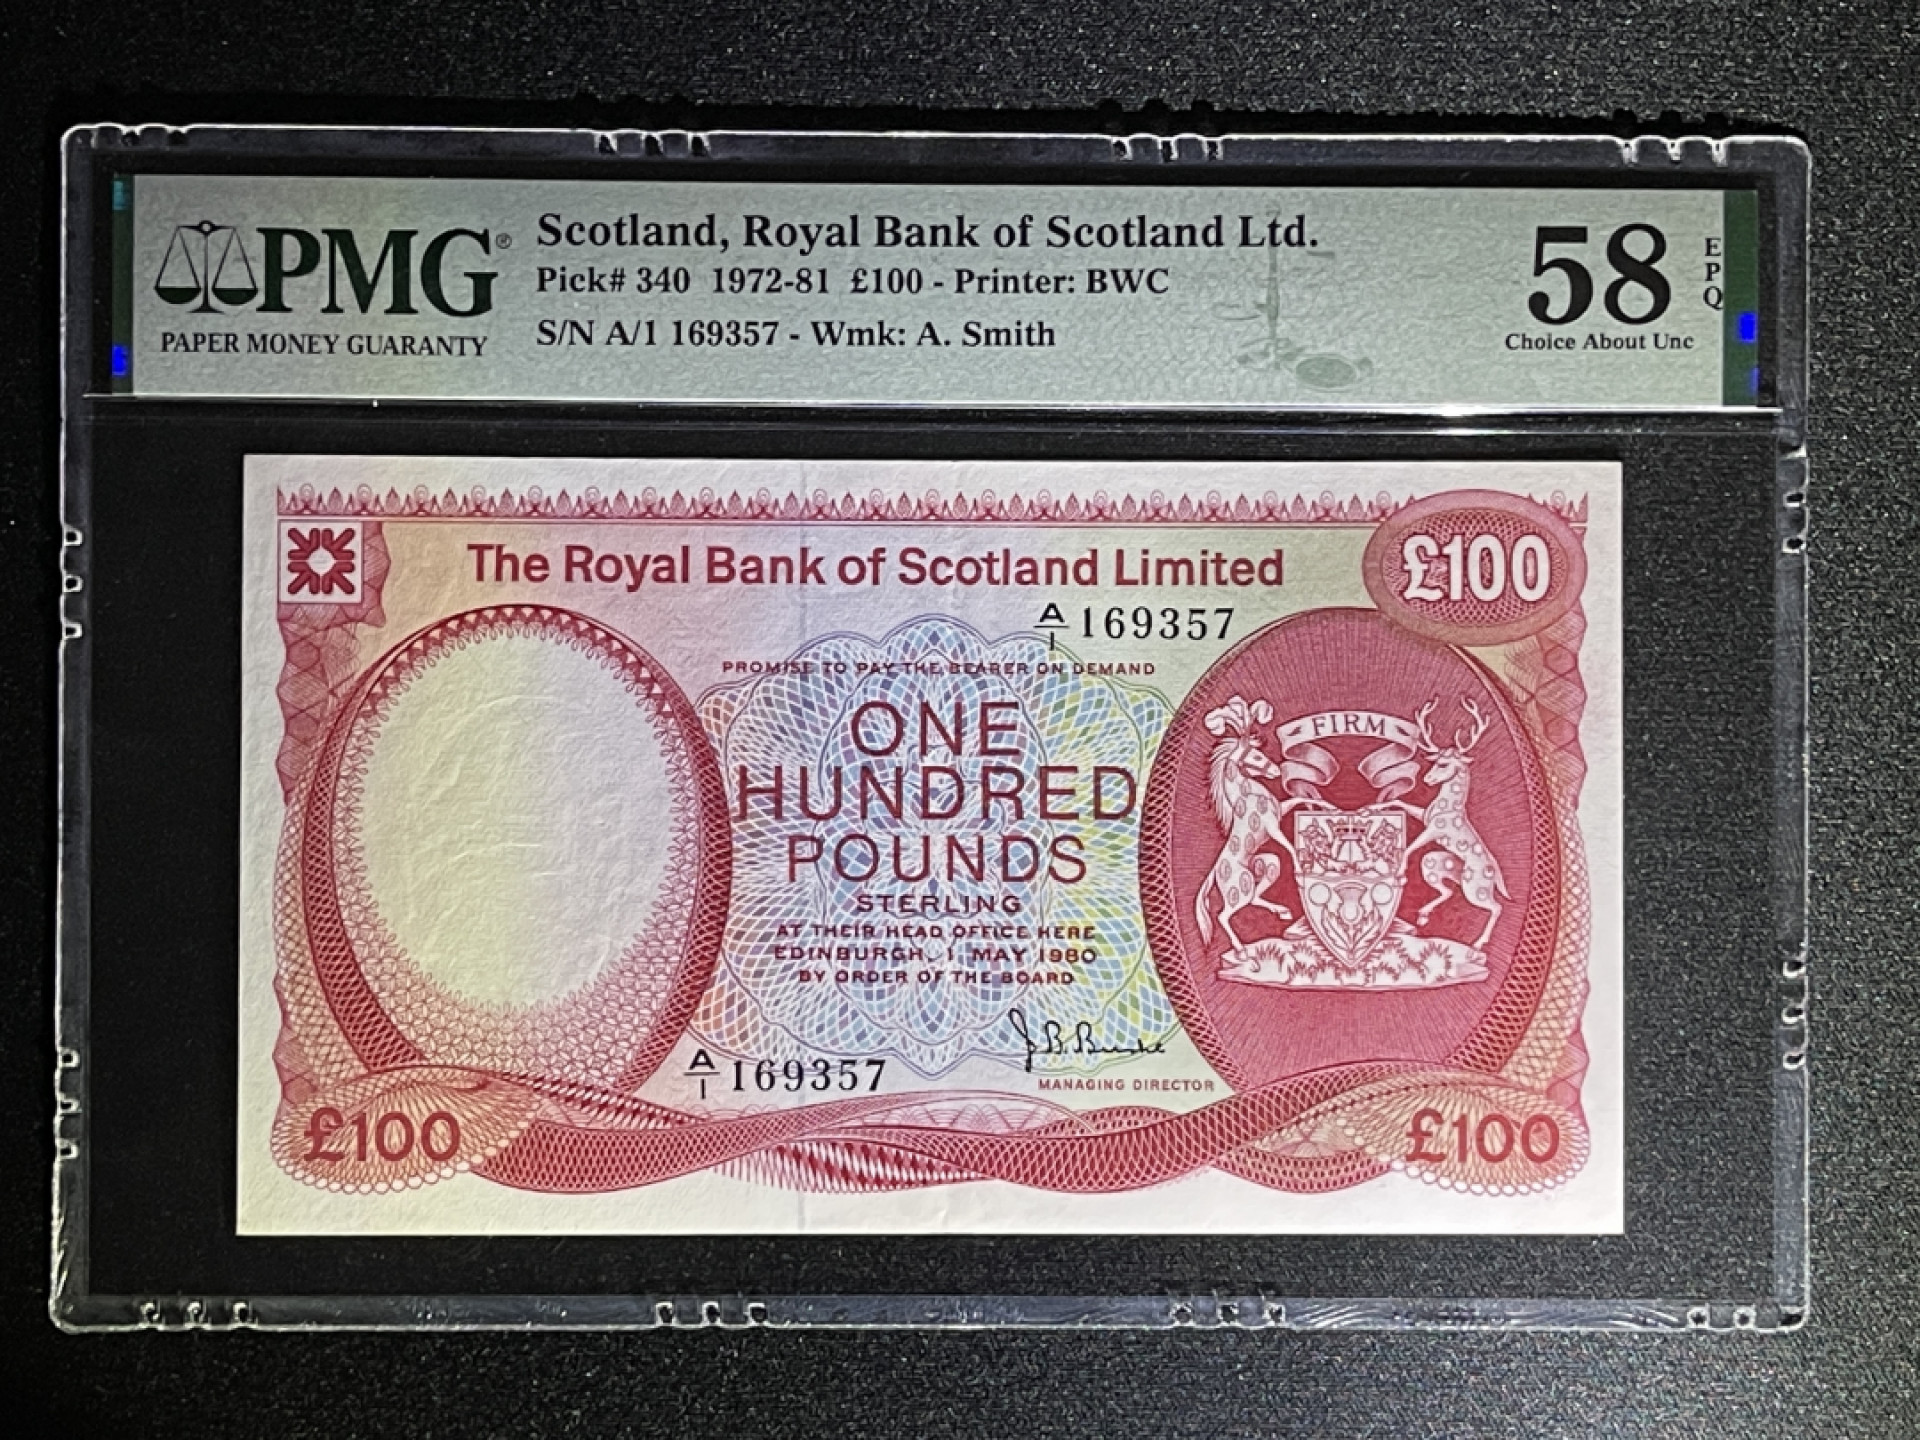 PMG®
PAPER MONEY GUARANTY
Scotland, Royal Bank of Scotland Ltd.
Pick# 340 1972-81 £100 - Printer: BWC
S/N A/1 169357 - Wmk: A. Smith
58
EPQ
Choice About Unc
The Royal Bank of Scotland Limited
£100
A/1 169357
PROMISE TO PAY THE BEARER ON DEMAND
ONE
HUNDRED
POUNDS
STERLING
AT THEIR HEAD OFFICE HERE
EDINBURGH, 1 MAY 1980
BY ORDER OF THE BOARD
FIRM
A/1 169357
J.B. Burke
MANAGING DIRECTOR
£100
£100